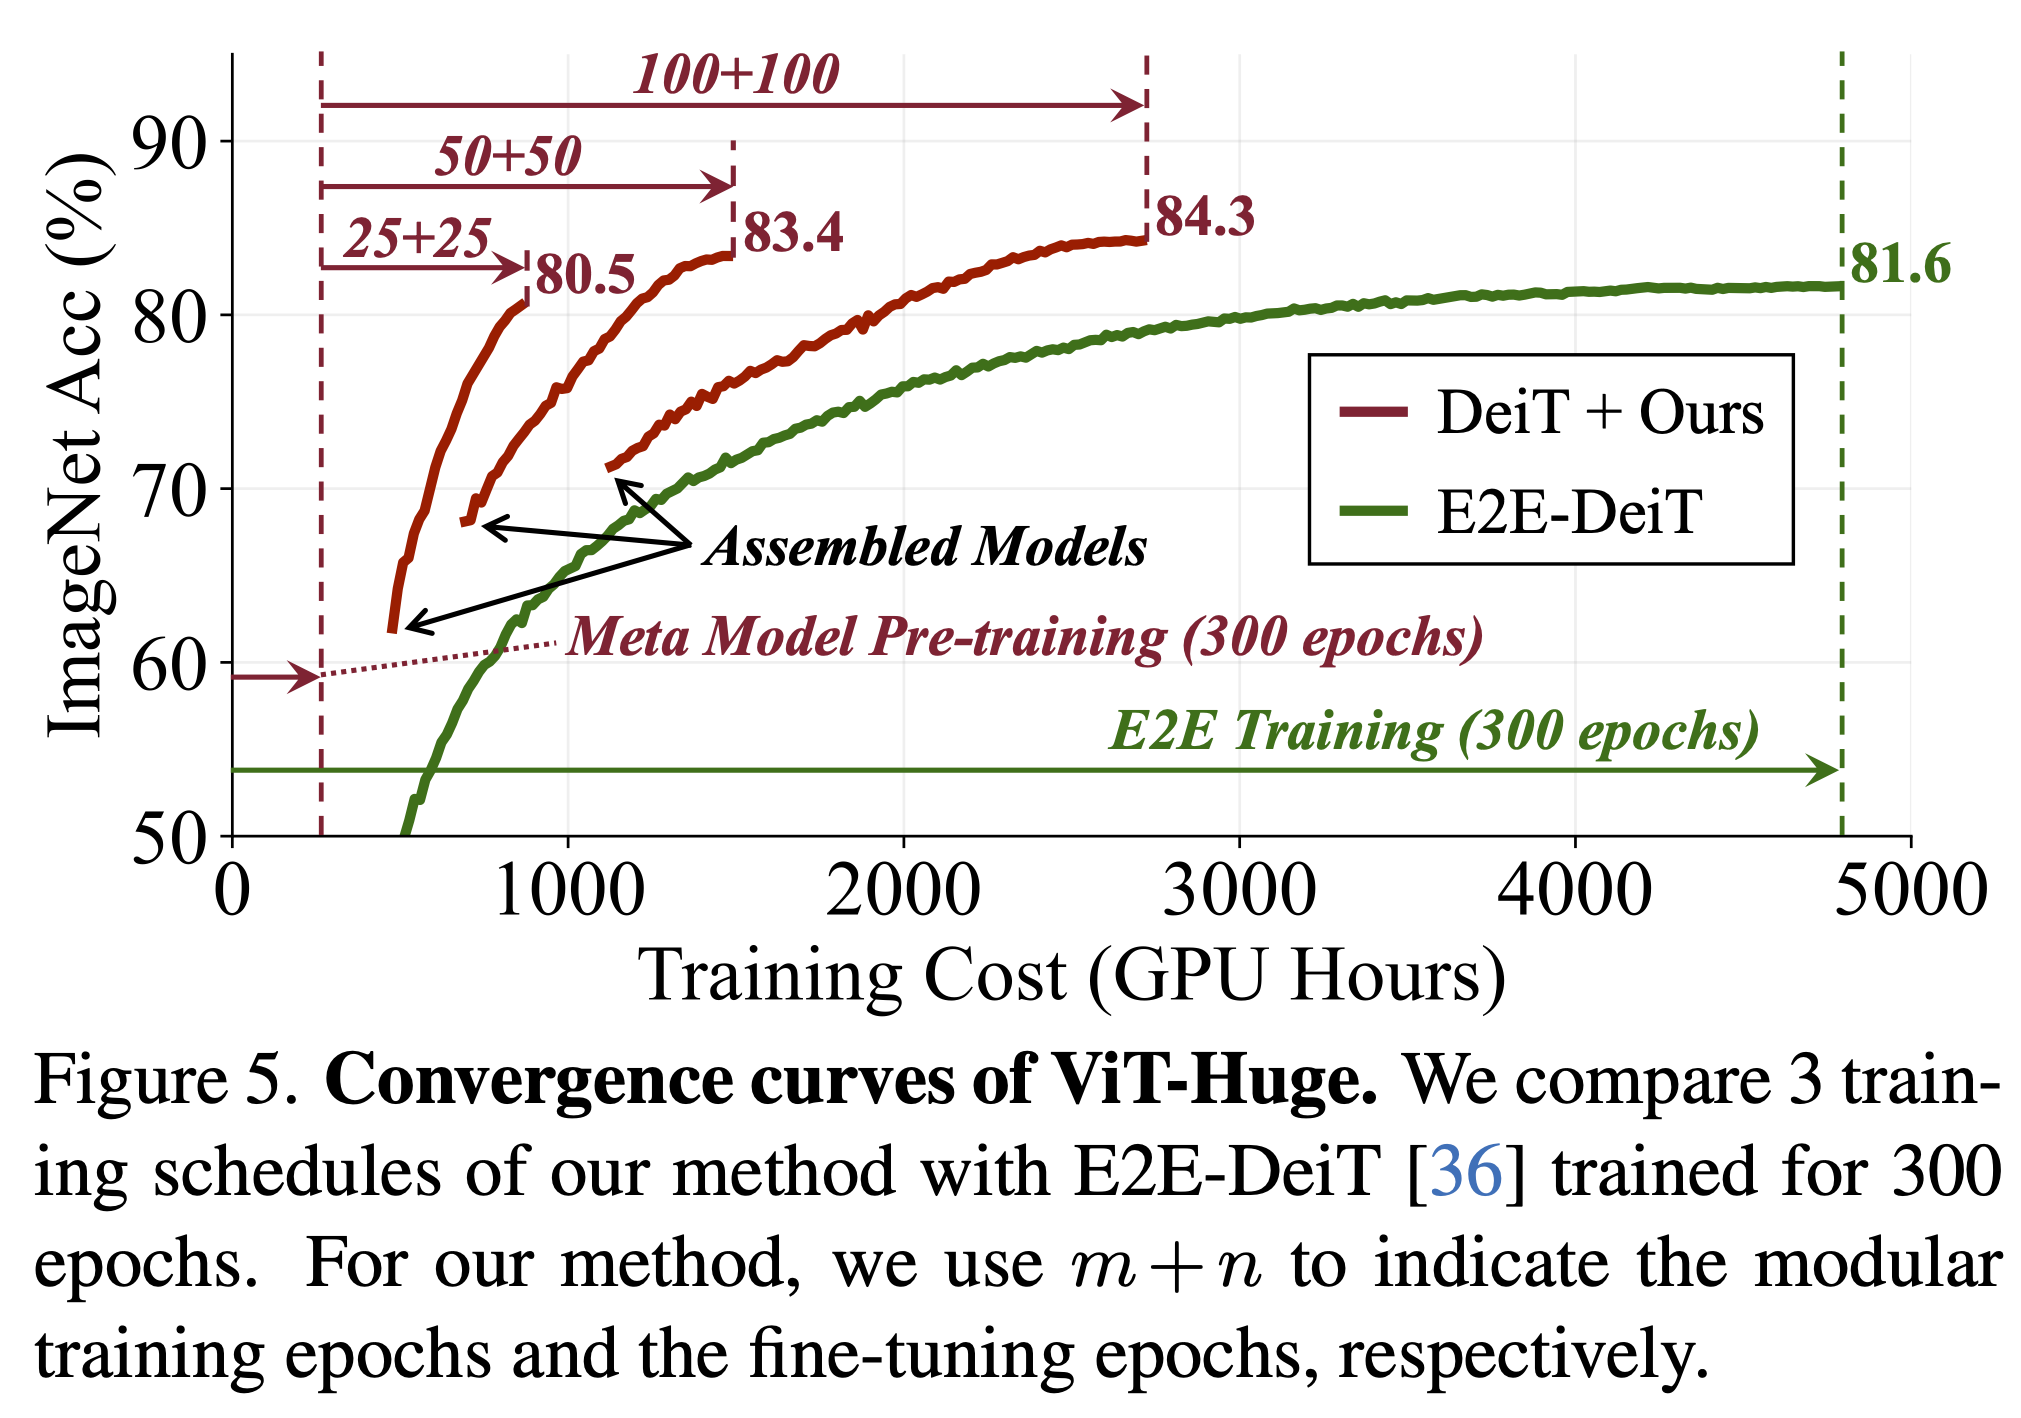 100+100
90
50+50
84.3
83.4
25+25
80.5
81.6
80
DeiT + Ours
70
E2E-DeiT
Assembled Models
Meta Model Pre-training (300 epochs)
60
E2E Training (300 epochs)
50
ImageNet Acc (%)
0 1000 2000 3000 4000 5000
Training Cost (GPU Hours)
Figure 5. Convergence curves of ViT-Huge. We compare 3 train-
ing schedules of our method with E2E-DeiT [36] trained for 300
epochs. For our method, we use m+n to indicate the modular
training epochs and the fine-tuning epochs, respectively.